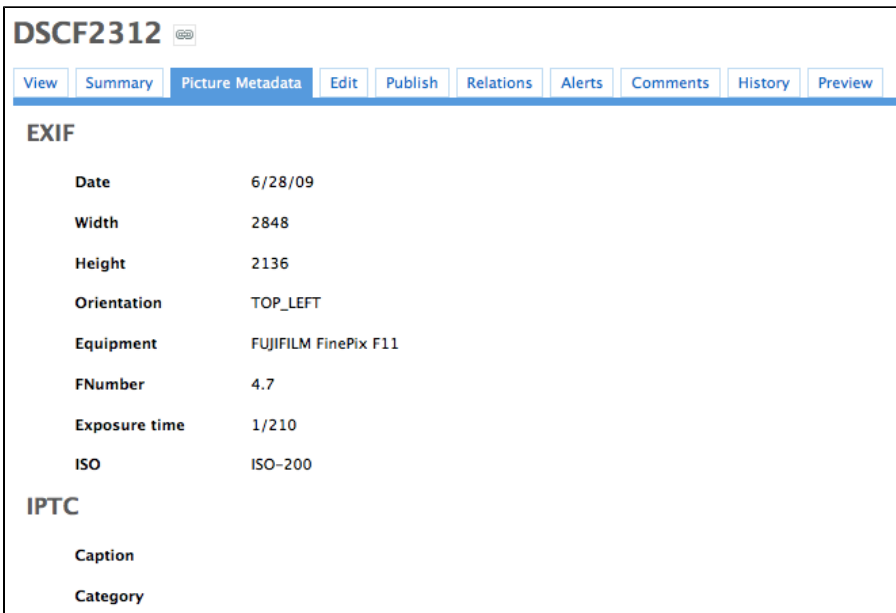 DSCF2312
View Summary Picture Metadata Edit Publish Relations Alerts Comments History Preview
EXIF
Date 6/28/09
Width 2848
Height 2136
Orientation TOP_LEFT
Equipment FUJIFILM FinePix F11
FNumber 4.7
Exposure time 1/210
ISO ISO-200
IPTC
Caption
Category